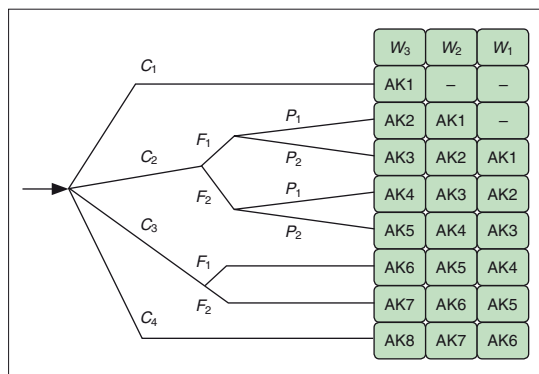 W3 W2 W1
C1
AK1 – –
P1
AK2 AK1 –
F1
C2
P2
AK3 AK2 AK1
F2
P1
AK4 AK3 AK2
C3
P2
AK5 AK4 AK3
F1
AK6 AK5 AK4
F2
AK7 AK6 AK5
C4
AK8 AK7 AK6